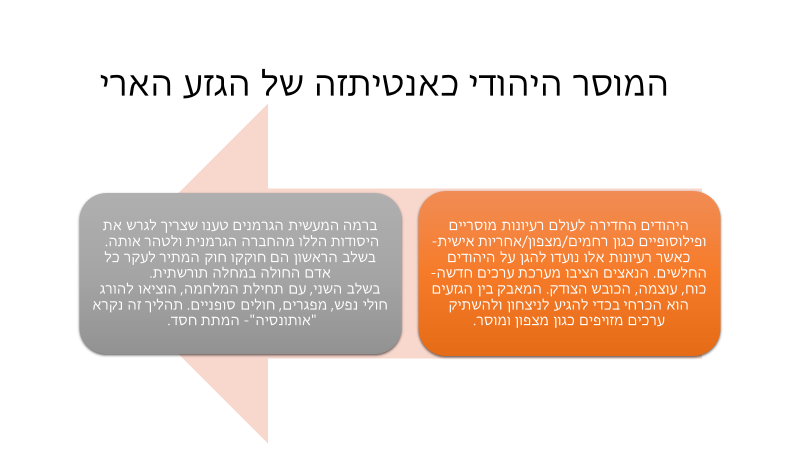 המוסר היהודי כאנטיתזה של הגזע הארי
היהודים החדירה לעולם רעיונות מוסריים
ופילוסופיים כגון רחמים/מצפון/אחריות אישית-
כאשר רעיונות אלו נועדו להגן על היהודים
החלשים. הנאצים הציבו מערכת ערכים חדשה-
כוח, עוצמה, הכובש הצודק. המאבק בין הגזעים
הוא הכרחי בכדי להגיע לניצחון ולהשתיק
ערכים מזויפים כגון מצפון ומוסר.
ברמה המעשית הגרמנים טענו שצריך לגרש את
היסודות הללו מהחברה הגרמנית ולטהר אותה.
בשלב הראשון הם חוקקו חוק המתיר לעקר כל
אדם החולה במחלה תורשתית.
בשלב השני, עם תחילת המלחמה, הוציאו להורג
חולי נפש, מפגרים, חולים סופניים. תהליך זה נקרא
"אותונסיה"- המתת חסד.